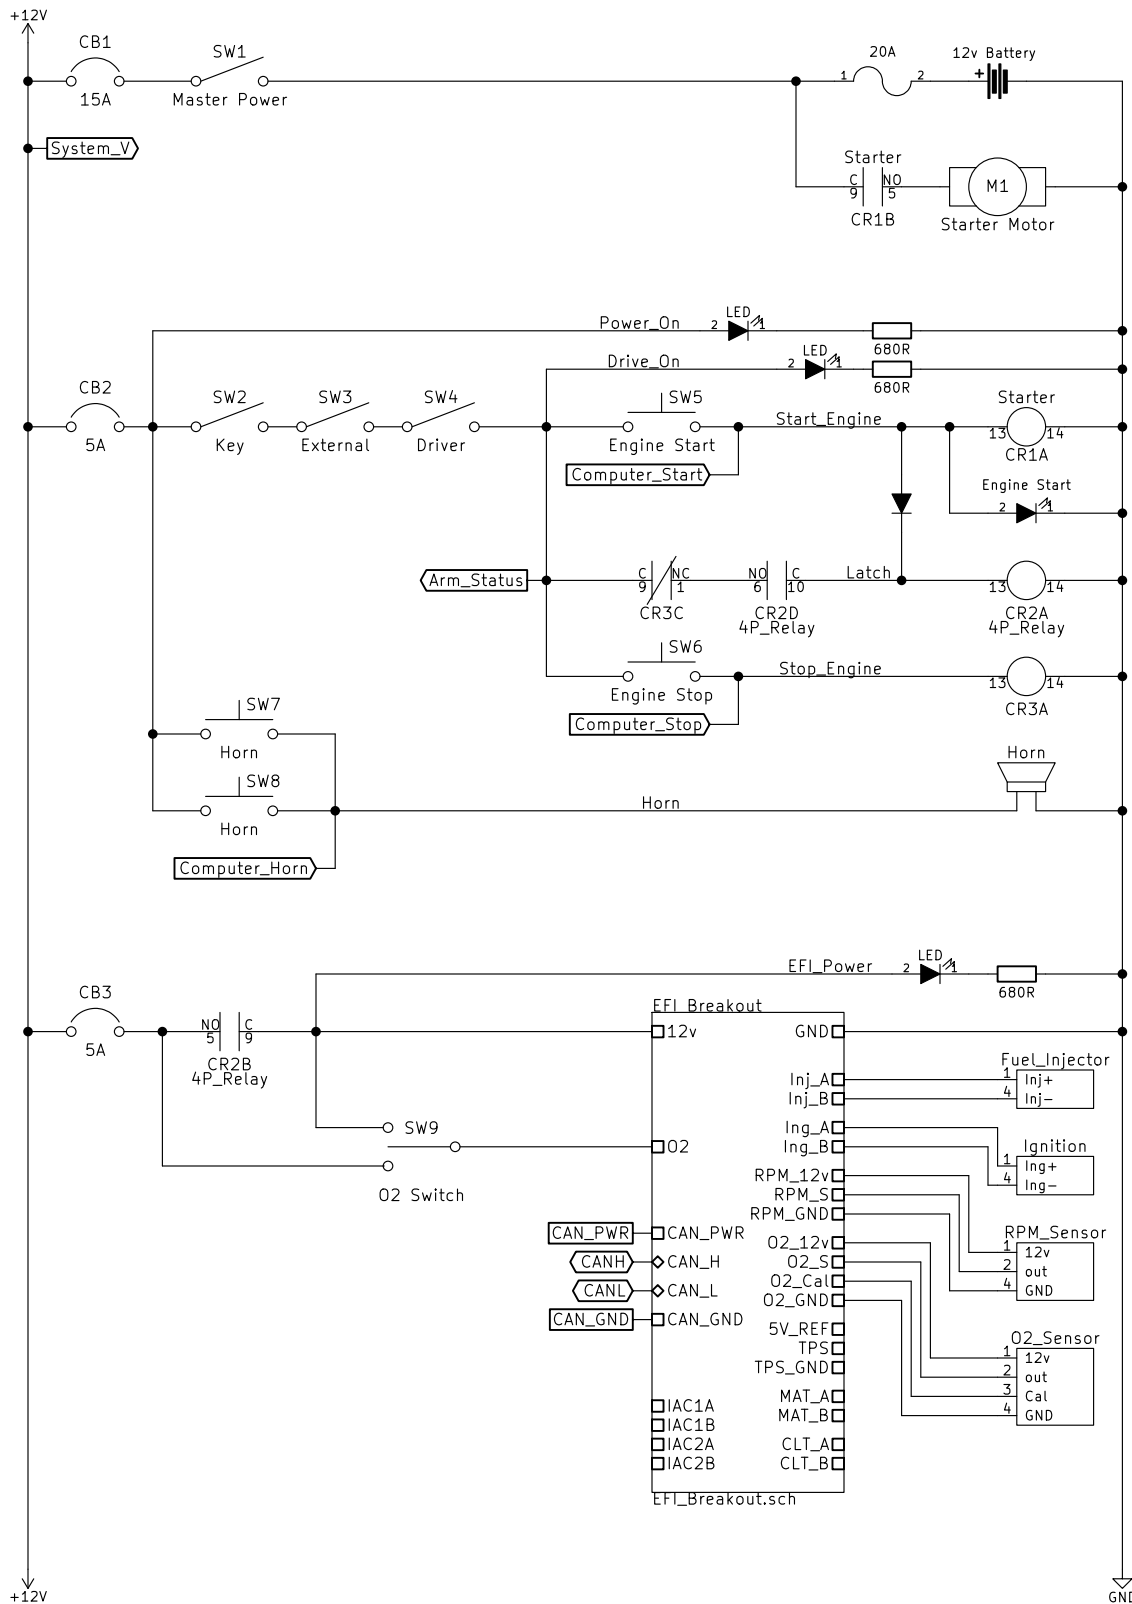 +12V
CB1
15A
SW1
Master Power
20A
1
2
12v Battery
+
System_V
Starter
C
9
NO
5
CR1B
M1
Starter Motor
Power_On
2
LED
1
680R
Drive_On
2
LED
1
680R
CB2
5A
SW2
Key
SW3
External
SW4
Driver
SW5
Engine Start
Computer_Start
Start_Engine
Starter
13
14
CR1A
Engine Start
2
1
Arm_Status
C
9
NC
1
CR3C
NO
6
C
10
CR2D
4P_Relay
Latch
13
14
CR2A
4P_Relay
SW6
Engine Stop
Computer_Stop
Stop_Engine
13
14
CR3A
SW7
Horn
SW8
Horn
Computer_Horn
Horn
Horn
EFI_Power
2
LED
1
680R
CB3
5A
NO
5
C
9
CR2B
4P_Relay
SW9
O2 Switch
EFI_Breakout
12v
O2
CAN_PWR
CAN_PWR
CANH
CAN_H
CANL
CAN_L
CAN_GND
CAN_GND
IAC1A
IAC1B
IAC2A
IAC2B
GND
Inj_A
Inj_B
Ing_A
Ing_B
RPM_12v
RPM_S
RPM_GND
O2_12v
O2_S
O2_Cal
O2_GND
5V_REF
TPS
TPS_GND
MAT_A
MAT_B
CLT_A
CLT_B
EFI_Breakout.sch
Fuel_Injector
1 Inj+
4 Inj-
Ignition
1 Ing+
4 Ing-
RPM_Sensor
1 12v
2 out
4 GND
O2_Sensor
1 12v
2 out
3 Cal
4 GND
+12V
GND